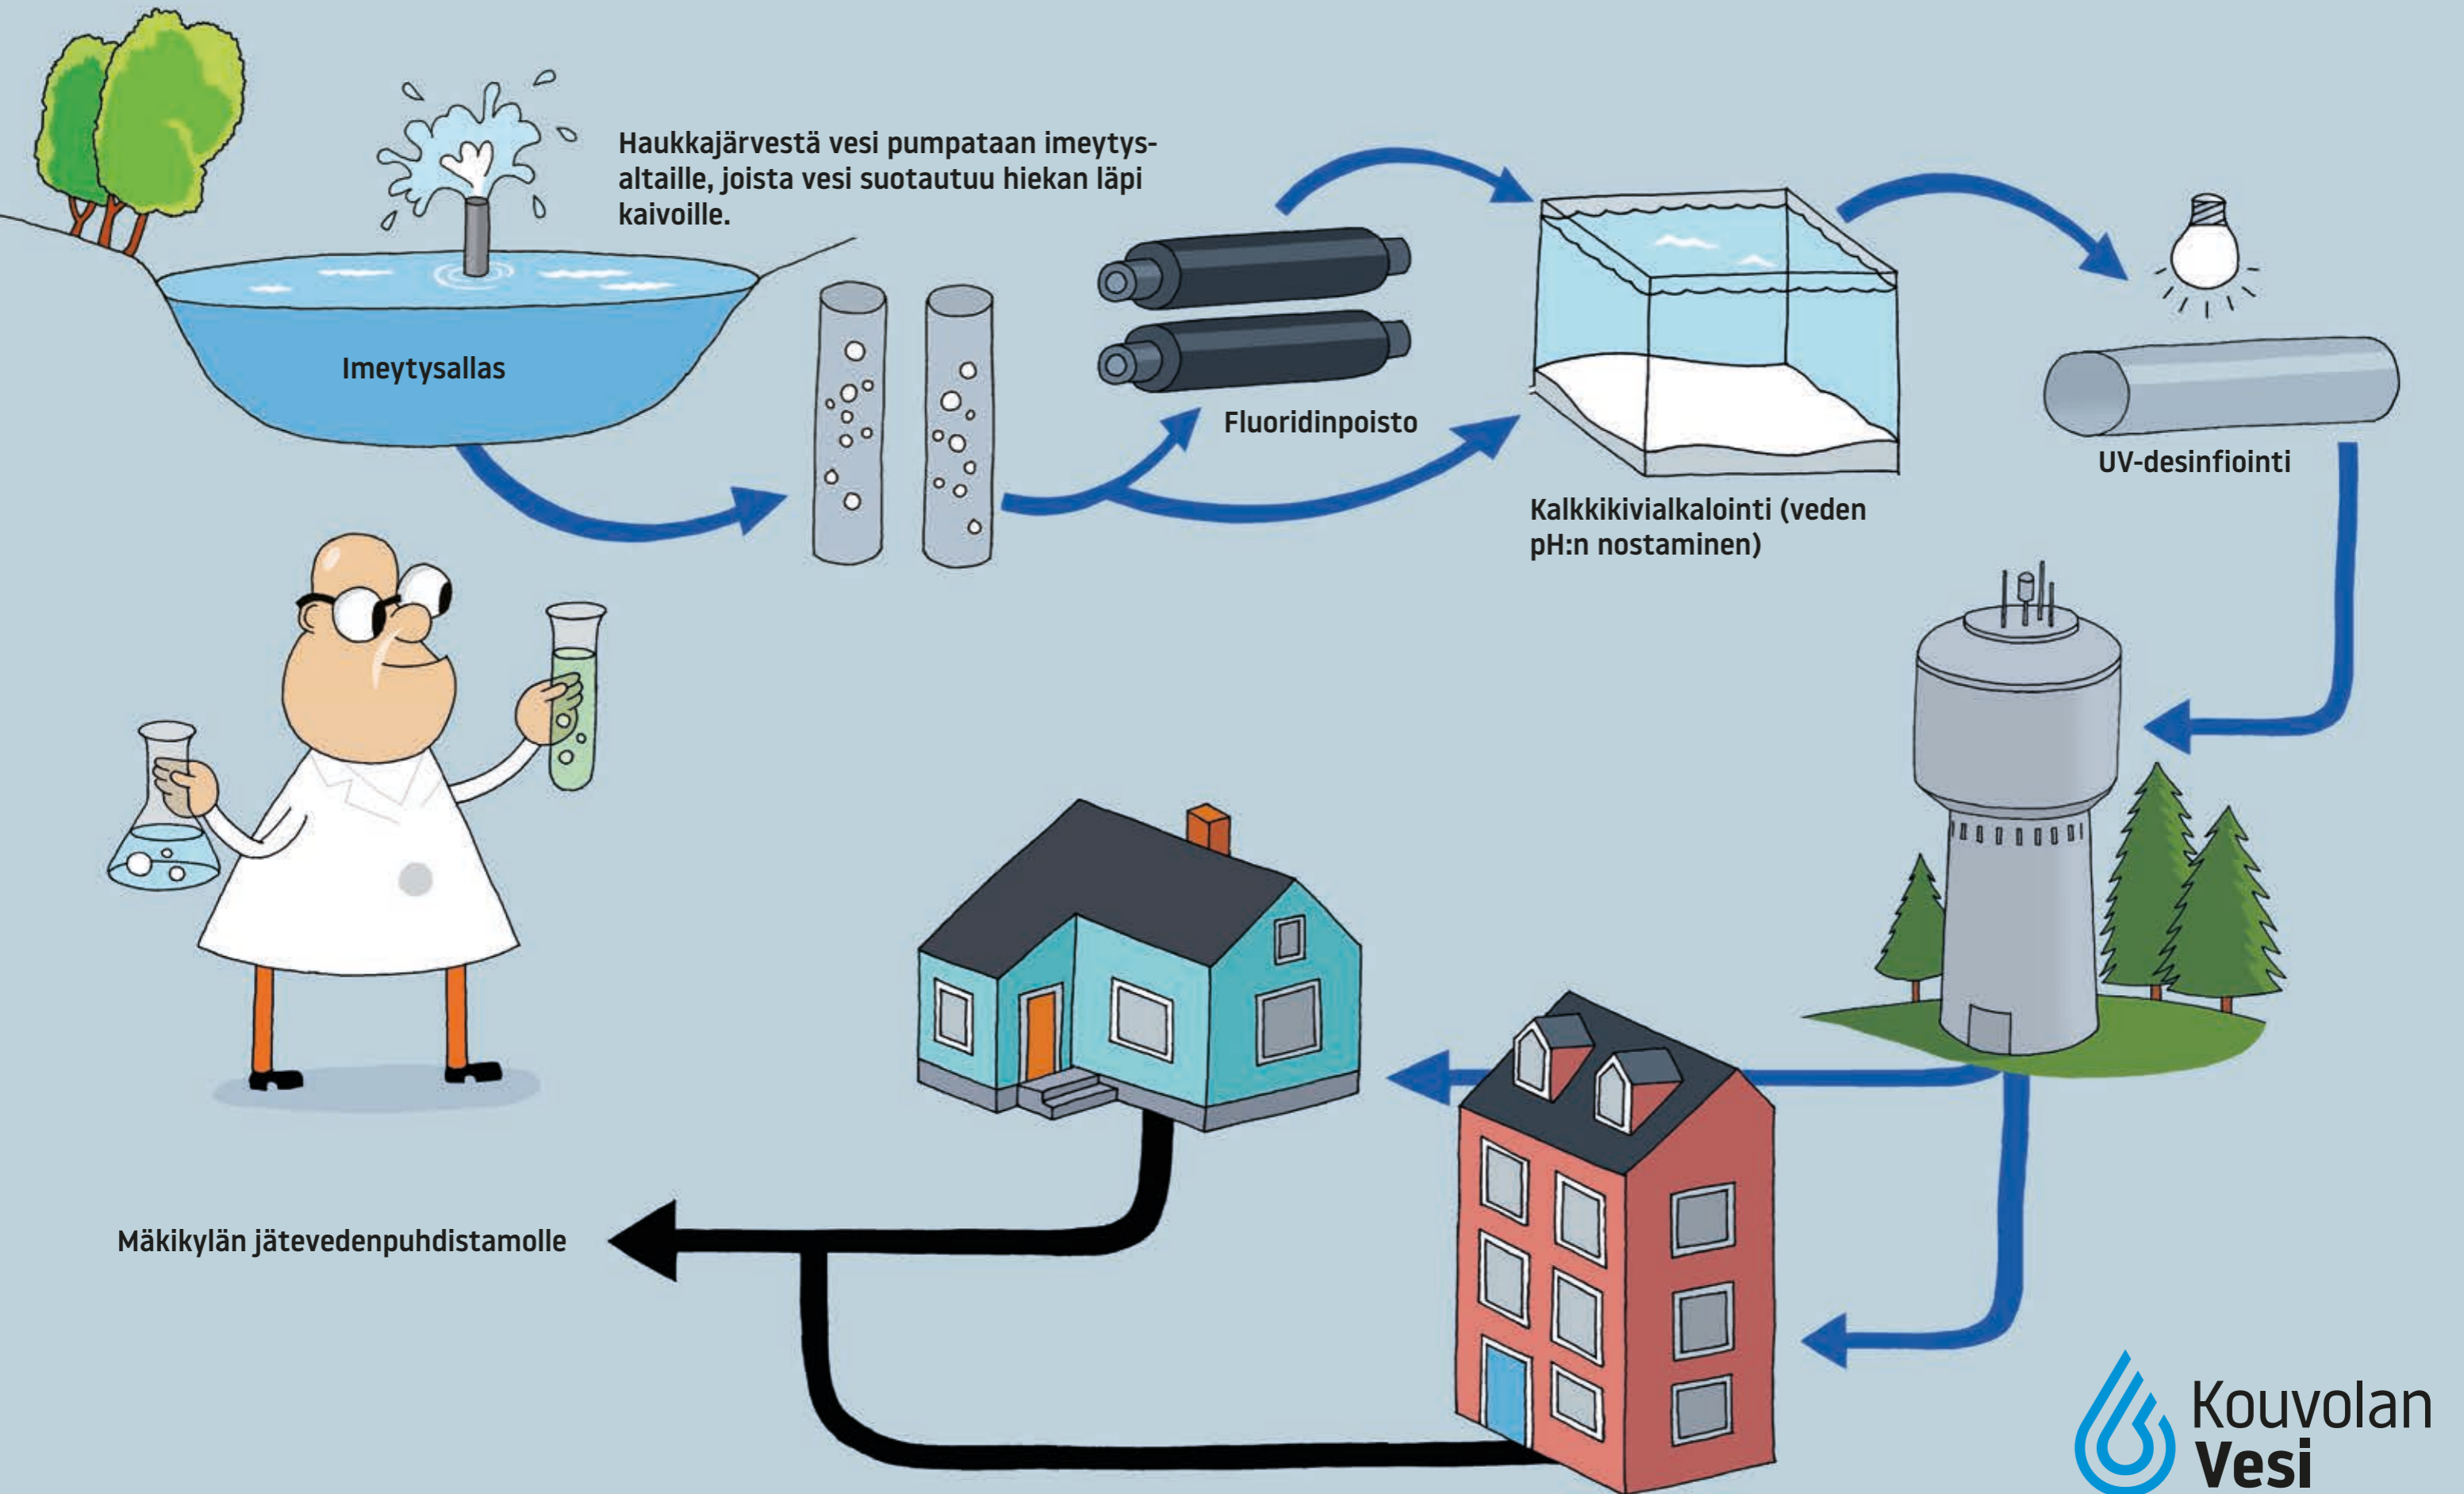 Haukkajärvestä vesi pumpataan imeytys-
altaille, joista vesi suotautuu hiekan läpi
kaivoille.
Imeytysallas
Fluoridinpoisto
UV-desinfiointi
Kalkkikivialkalointi (veden
pH:n nostaminen)
Mäkikylän jätevedenpuhdistamolle
Kouvolan
Vesi